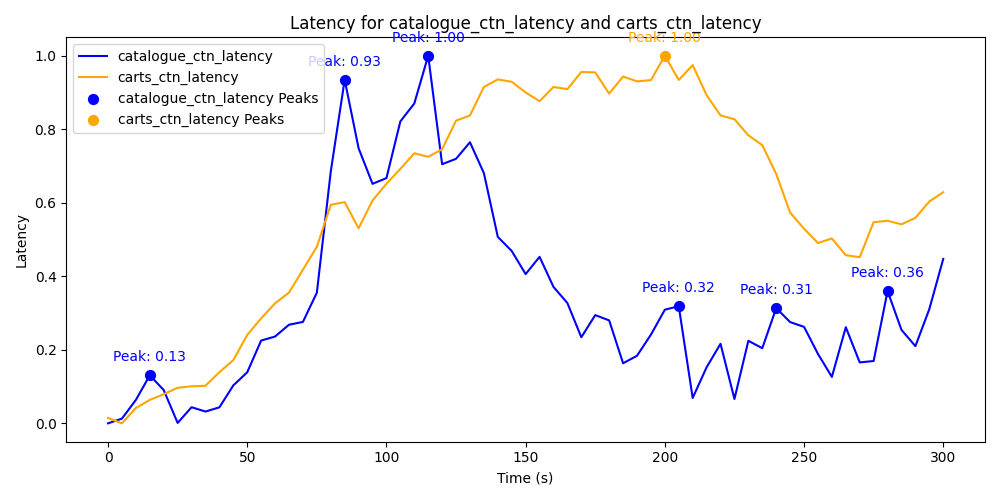 Latency for catalogue_ctn_latency and carts_ctn_latency
Peak: 1.00
Peak: 1.00
catalogue_ctn_latency
carts_ctn_latency
catalogue_ctn_latency Peaks
carts_ctn_latency Peaks
Peak: 0.93
Peak: 0.13
Peak: 0.32
Peak: 0.31
Peak: 0.36
Latency
1.0
0.8
0.6
0.4
0.2
0.0
0
50
100
150
200
250
300
Time (s)